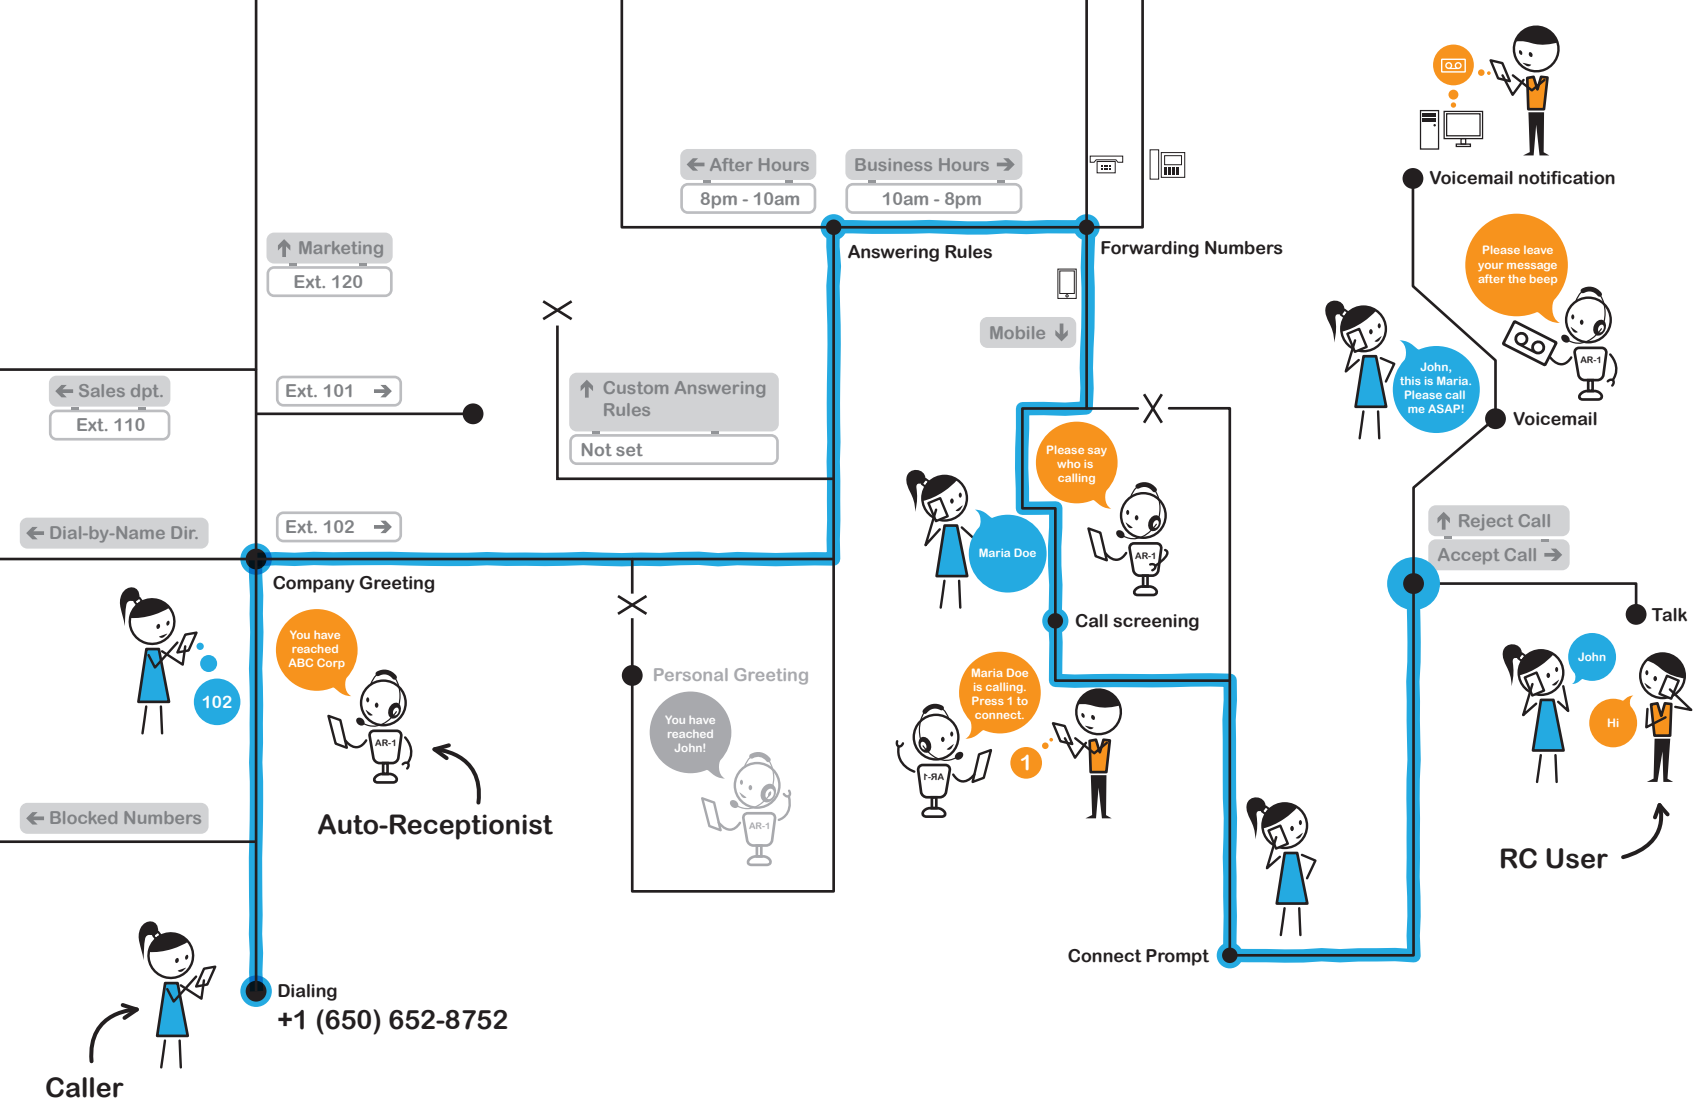 ← After Hours
8pm - 10am
Business Hours →
10am - 8pm
Answering Rules
Forwarding Numbers
Mobile ↓
↑ Marketing
Ext. 120
← Sales dpt.
Ext. 110
Ext. 101 →
↑ Custom Answering
Rules
Not set
← Dial-by-Name Dir.
Ext. 102 →
Company Greeting
You have
reached
ABC Corp
102
AR-1
Auto-Receptionist
← Blocked Numbers
Dialing
+1 (650) 652-8752
Caller
Personal Greeting
You have
reached
John!
AR-1
Please say
who is
calling
Maria Doe
AR-1
Call screening
Maria Doe
is calling.
Press 1 to
connect.
AR-1
1
Connect Prompt
Voicemail notification
Please leave
your message
after the beep
AR-1
John,
this is Maria.
Please call
me ASAP!
Voicemail
↑ Reject Call
Accept Call →
Talk
John
Hi
RC User